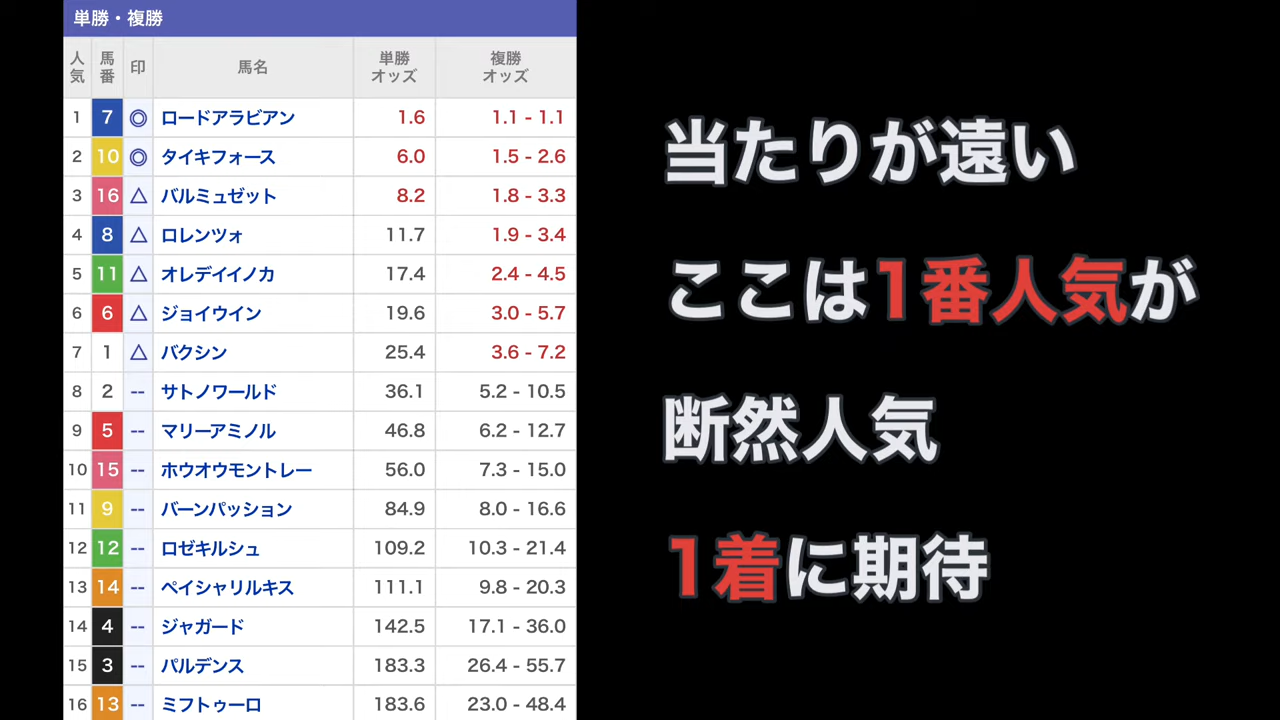 単勝・複勝
人気 馬番 印 馬名 単勝オッズ 複勝オッズ
1 7 ◎ ロードアラビアン 1.6 1.1 - 1.1
2 10 ◎ タイキフォース 6.0 1.5 - 2.6
3 16 △ バルミュゼット 8.2 1.8 - 3.3
4 8 △ ロレンツォ 11.7 1.9 - 3.4
5 11 △ オレデイイノカ 17.4 2.4 - 4.5
6 6 △ ジョイウイン 19.6 3.0 - 5.7
7 1 △ バクシン 25.4 3.6 - 7.2
8 2 -- サトノワールド 36.1 5.2 - 10.5
9 5 -- マリーアミノル 46.8 6.2 - 12.7
10 15 -- ホウオウモントレー 56.0 7.3 - 15.0
11 9 -- バーンパッション 84.9 8.0 - 16.6
12 12 -- ロゼキルシュ 109.2 10.3 - 21.4
13 14 -- ペイシャリルキス 111.1 9.8 - 20.3
14 4 -- ジャガード 142.5 17.1 - 36.0
15 3 -- パルデンス 183.3 26.4 - 55.7
16 13 -- ミフトゥーロ 183.6 23.0 - 48.4
当たりが遠い
ここは1番人気が
断然人気
1着に期待